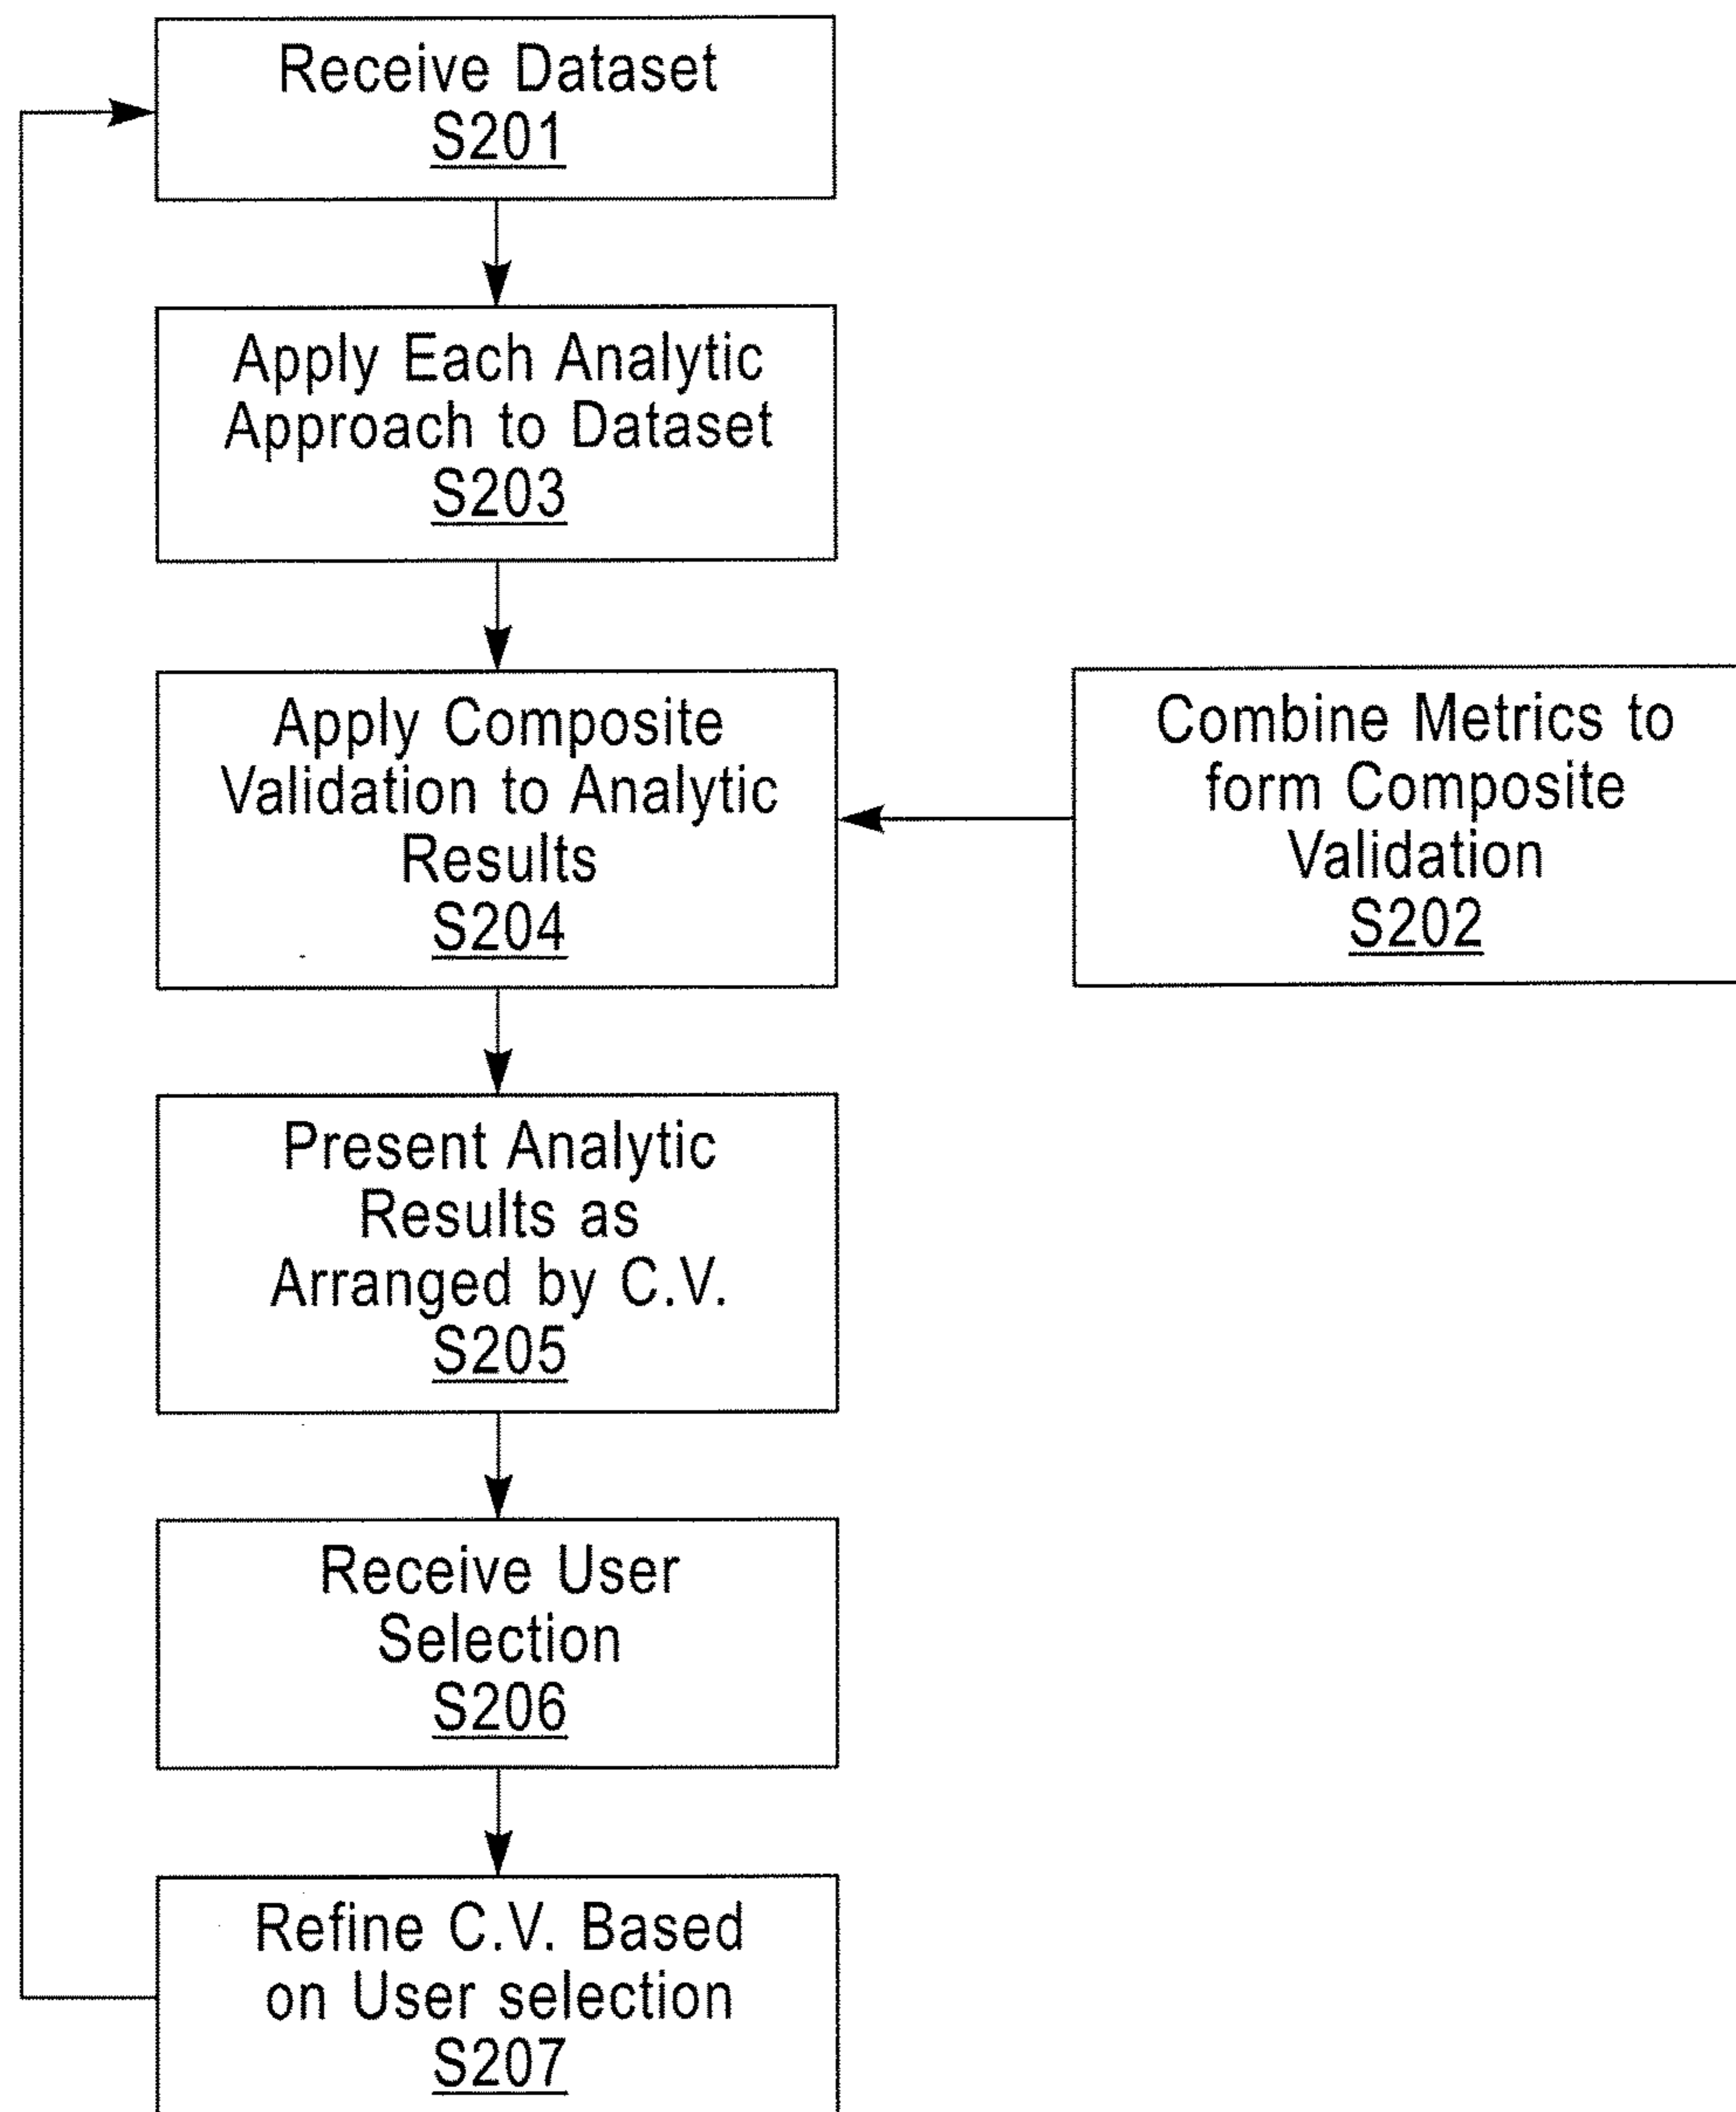 Receive Dataset
S201
Apply Each Analytic
Approach to Dataset
S203
Apply Composite
Validation to Analytic
Results
S204
Combine Metrics to
form Composite
Validation
S202
Present Analytic
Results as
Arranged by C.V.
S205
Receive User
Selection
S206
Refine C.V. Based
on User selection
S207